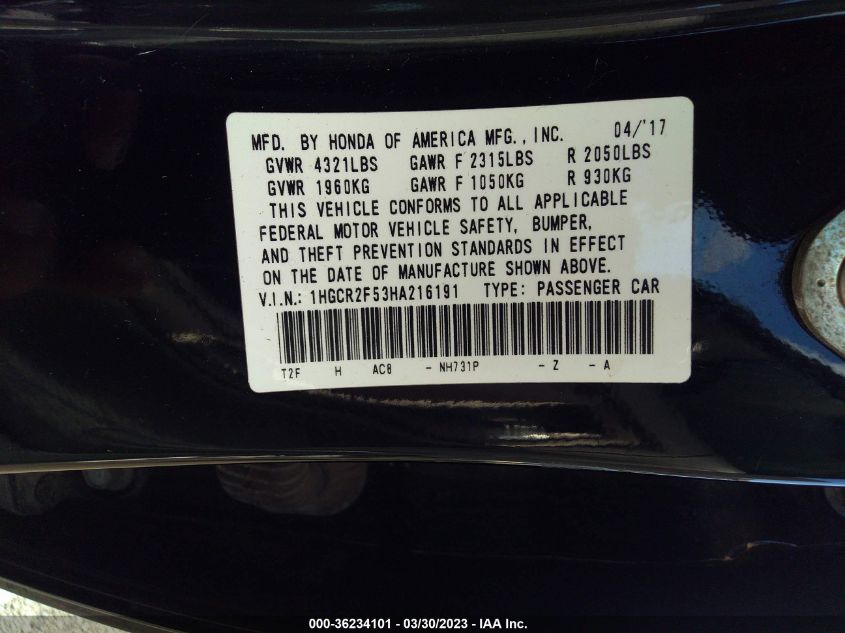 MFD. BY HONDA OF AMERICA MFG., INC. 04/'17
GVWR 4321LBS GAWR F 2315LBS R 2050LBS
GVWR 1960KG GAWR F 1050KG R 930KG
THIS VEHICLE CONFORMS TO ALL APPLICABLE
FEDERAL MOTOR VEHICLE SAFETY, BUMPER,
AND THEFT PREVENTION STANDARDS IN EFFECT
ON THE DATE OF MANUFACTURE SHOWN ABOVE.
V.I.N.: 1HGCR2F53HA216191 TYPE: PASSENGER CAR
T2F H AC8 - NH731P - Z - A
000-36234101 - 03/30/2023 - IAA Inc.